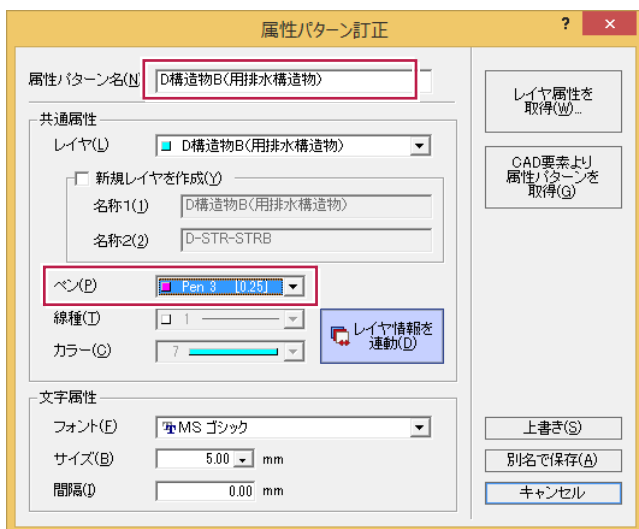 属性パターン訂正
? ×
属性パターン名(N D構造物B(用排水構造物)
共通属性
レイヤ(L) D構造物B(用排水構造物)
新規レイヤを作成(Y)
名称1(1) D構造物B(用排水構造物)
名称2(2) D-STR-STRB
ペン(P) Pen 3 [0.25]
線種(T) 1
カラー(C) 7
レイヤ情報を
連動(D)
文字属性
フォント(F) MS ゴシック
サイズ(B) 5.00 mm
間隔(I) 0.00 mm
レイヤ属性を
取得(W)...
CAD要素より
属性パターンを
取得(G)
上書き(S)
別名で保存(A)
キャンセル